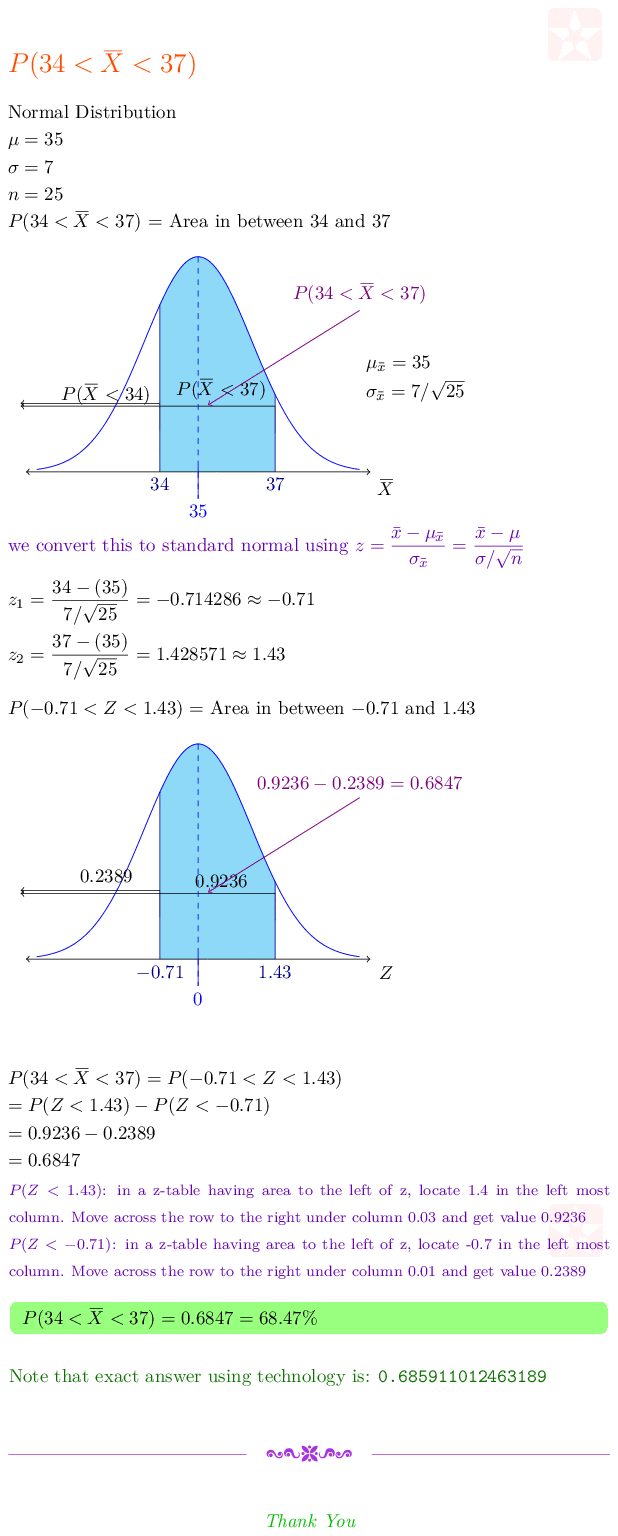 P(34 < X̅ < 37)
Normal Distribution
μ = 35
σ = 7
n = 25
P(34 < X̅ < 37) = Area in between 34 and 37
P(34 < X̅ < 37)
μx̄ = 35
σx̄ = 7/√25
P(X̅ < 34)
P(X̅ < 37)
34
37
X̅
35
we convert this to standard normal using z = (x̄ − μx̄)/σx̄ = (x̄ − μ)/(σ/√n)
z₁ = (34 − (35))/(7/√25) = −0.714286 ≈ −0.71
z₂ = (37 − (35))/(7/√25) = 1.428571 ≈ 1.43
P(−0.71 < Z < 1.43) = Area in between −0.71 and 1.43
0.9236 − 0.2389 = 0.6847
0.2389
0.9236
−0.71
1.43
Z
0
P(34 < X̅ < 37) = P(−0.71 < Z < 1.43)
= P(Z < 1.43) − P(Z < −0.71)
= 0.9236 − 0.2389
= 0.6847
P(Z < 1.43): in a z-table having area to the left of z, locate 1.4 in the left most
column. Move across the row to the right under column 0.03 and get value 0.9236
P(Z < −0.71): in a z-table having area to the left of z, locate -0.7 in the left most
column. Move across the row to the right under column 0.01 and get value 0.2389
P(34 < X̅ < 37) = 0.6847 = 68.47%
Note that exact answer using technology is: 0.685911012463189
Thank You